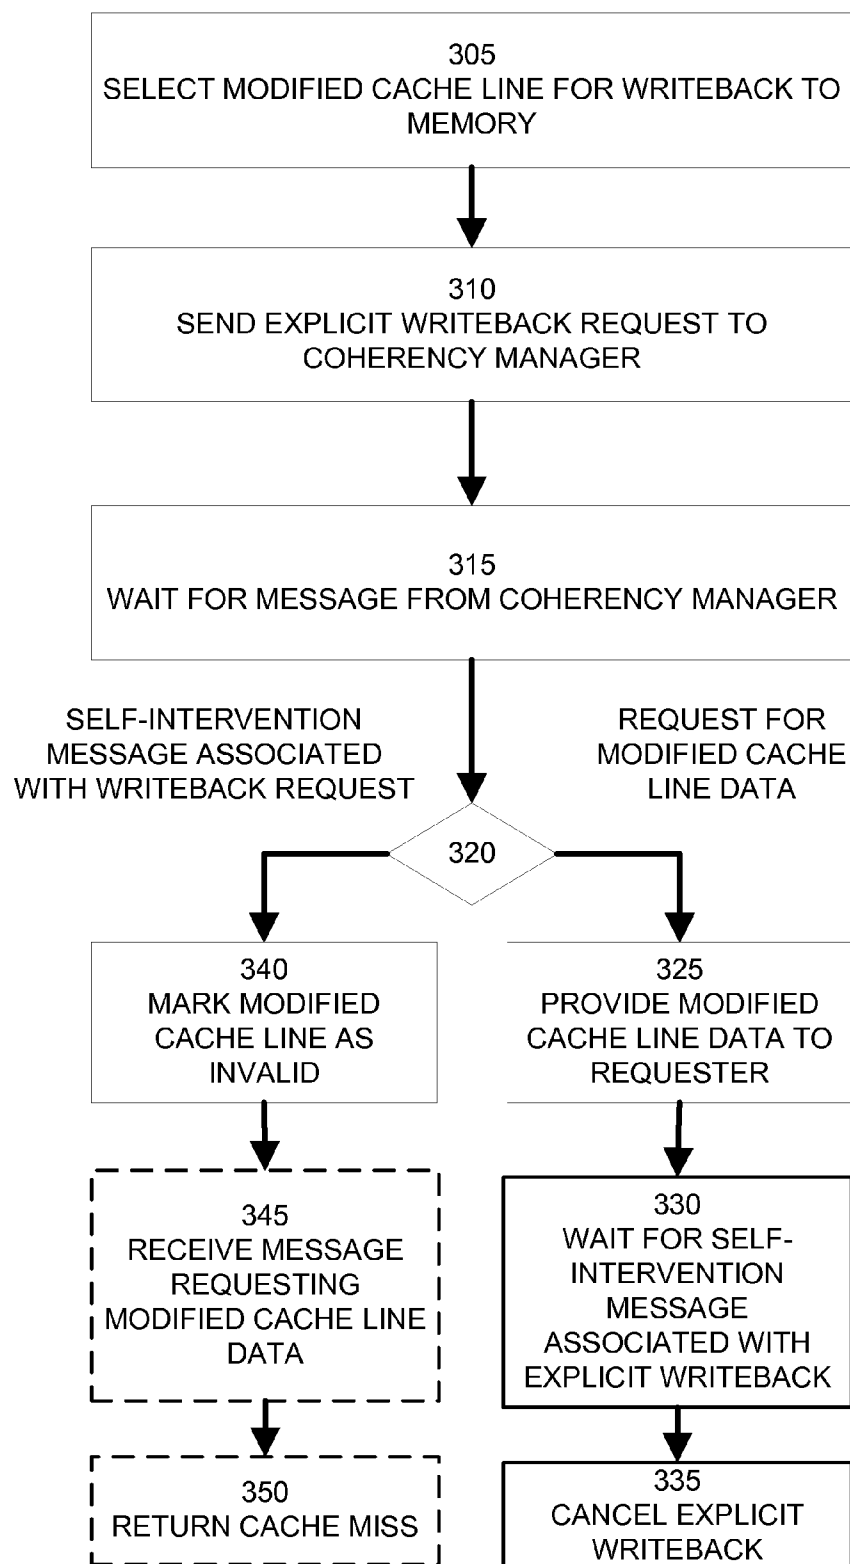 305
SELECT MODIFIED CACHE LINE FOR WRITEBACK TO
MEMORY
310
SEND EXPLICIT WRITEBACK REQUEST TO
COHERENCY MANAGER
315
WAIT FOR MESSAGE FROM COHERENCY MANAGER
SELF-INTERVENTION
MESSAGE ASSOCIATED
WITH WRITEBACK REQUEST
REQUEST FOR
MODIFIED CACHE
LINE DATA
320
340
MARK MODIFIED
CACHE LINE AS
INVALID
325
PROVIDE MODIFIED
CACHE LINE DATA TO
REQUESTER
345
RECEIVE MESSAGE
REQUESTING
MODIFIED CACHE LINE
DATA
330
WAIT FOR SELF-
INTERVENTION
MESSAGE
ASSOCIATED WITH
EXPLICIT WRITEBACK
350
RETURN CACHE MISS
335
CANCEL EXPLICIT
WRITEBACK